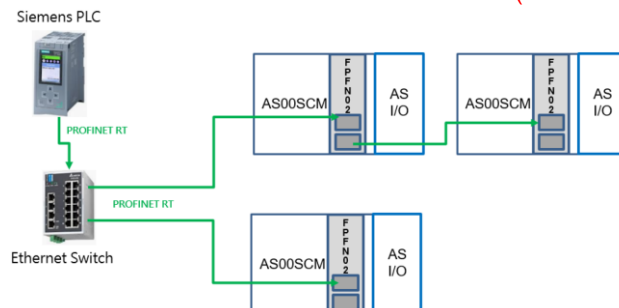 Siemens PLC
PROFINET RT
Ethernet Switch
PROFINET RT
AS00SCM
FPFN02
AS
I/O
AS00SCM
FPFN02
AS
I/O
AS00SCM
FPFN02
AS
I/O